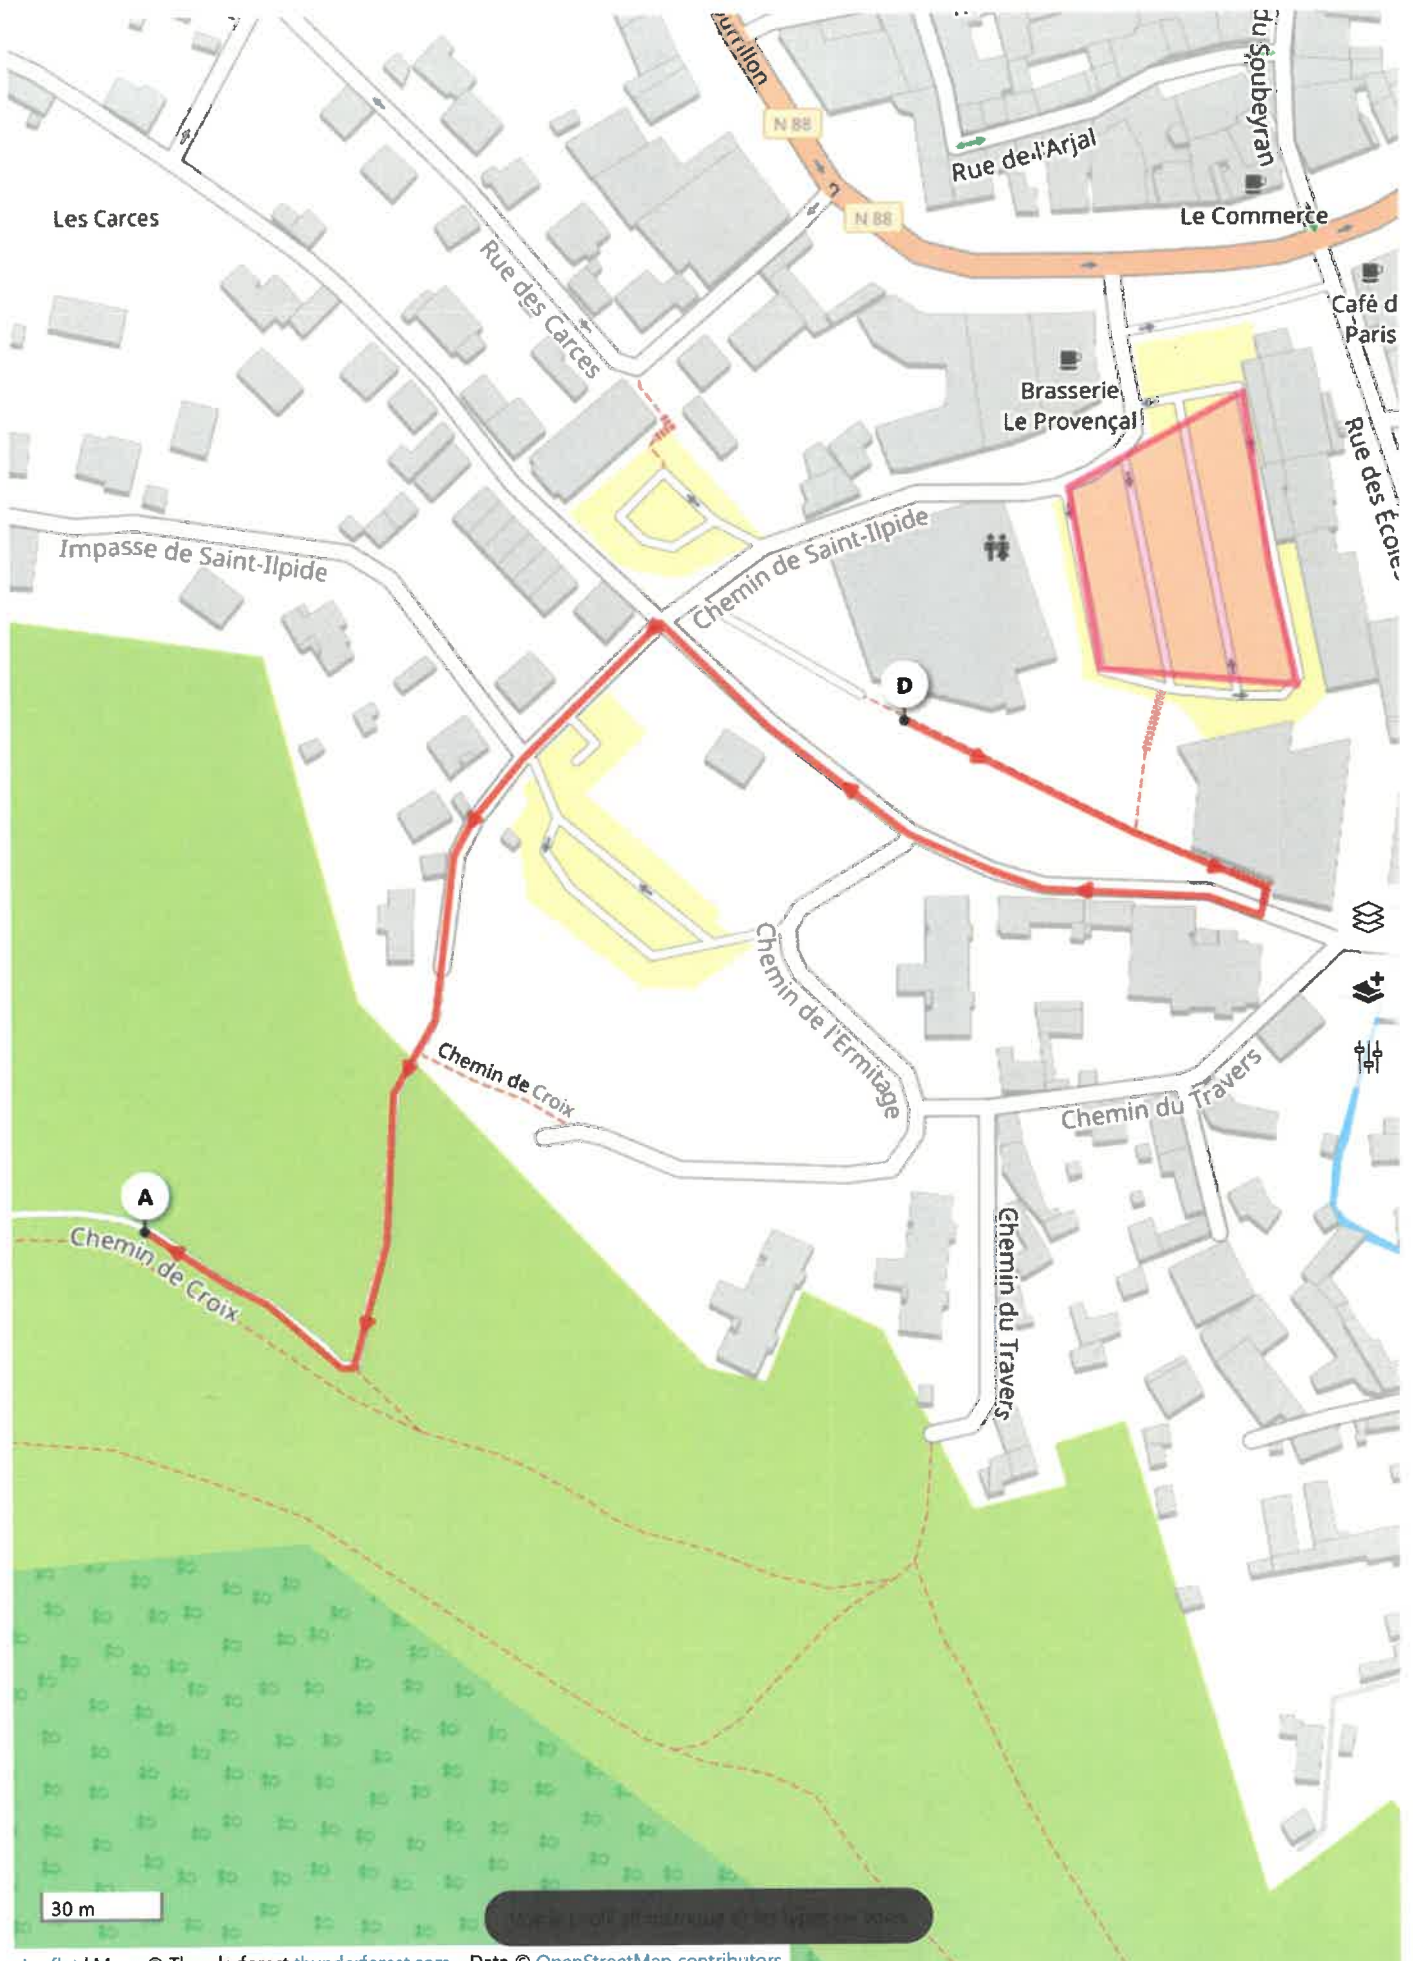 urrillon
du Soubeyran
N 88
Rue de l'Arjal
Les Carces
N 88
Le Commerce
Rue des Carces
Café d
Paris
Brasserie
Le Provençal
Rue des Écoles
Impasse de Saint-Ilpide
Chemin de Saint-Ilpide
D
Chemin de l'Ermitage
Chemin de Croix
Chemin du Travers
A
Chemin de Croix
Chemin du Travers
30 m
Data © OpenStreetMap contributors